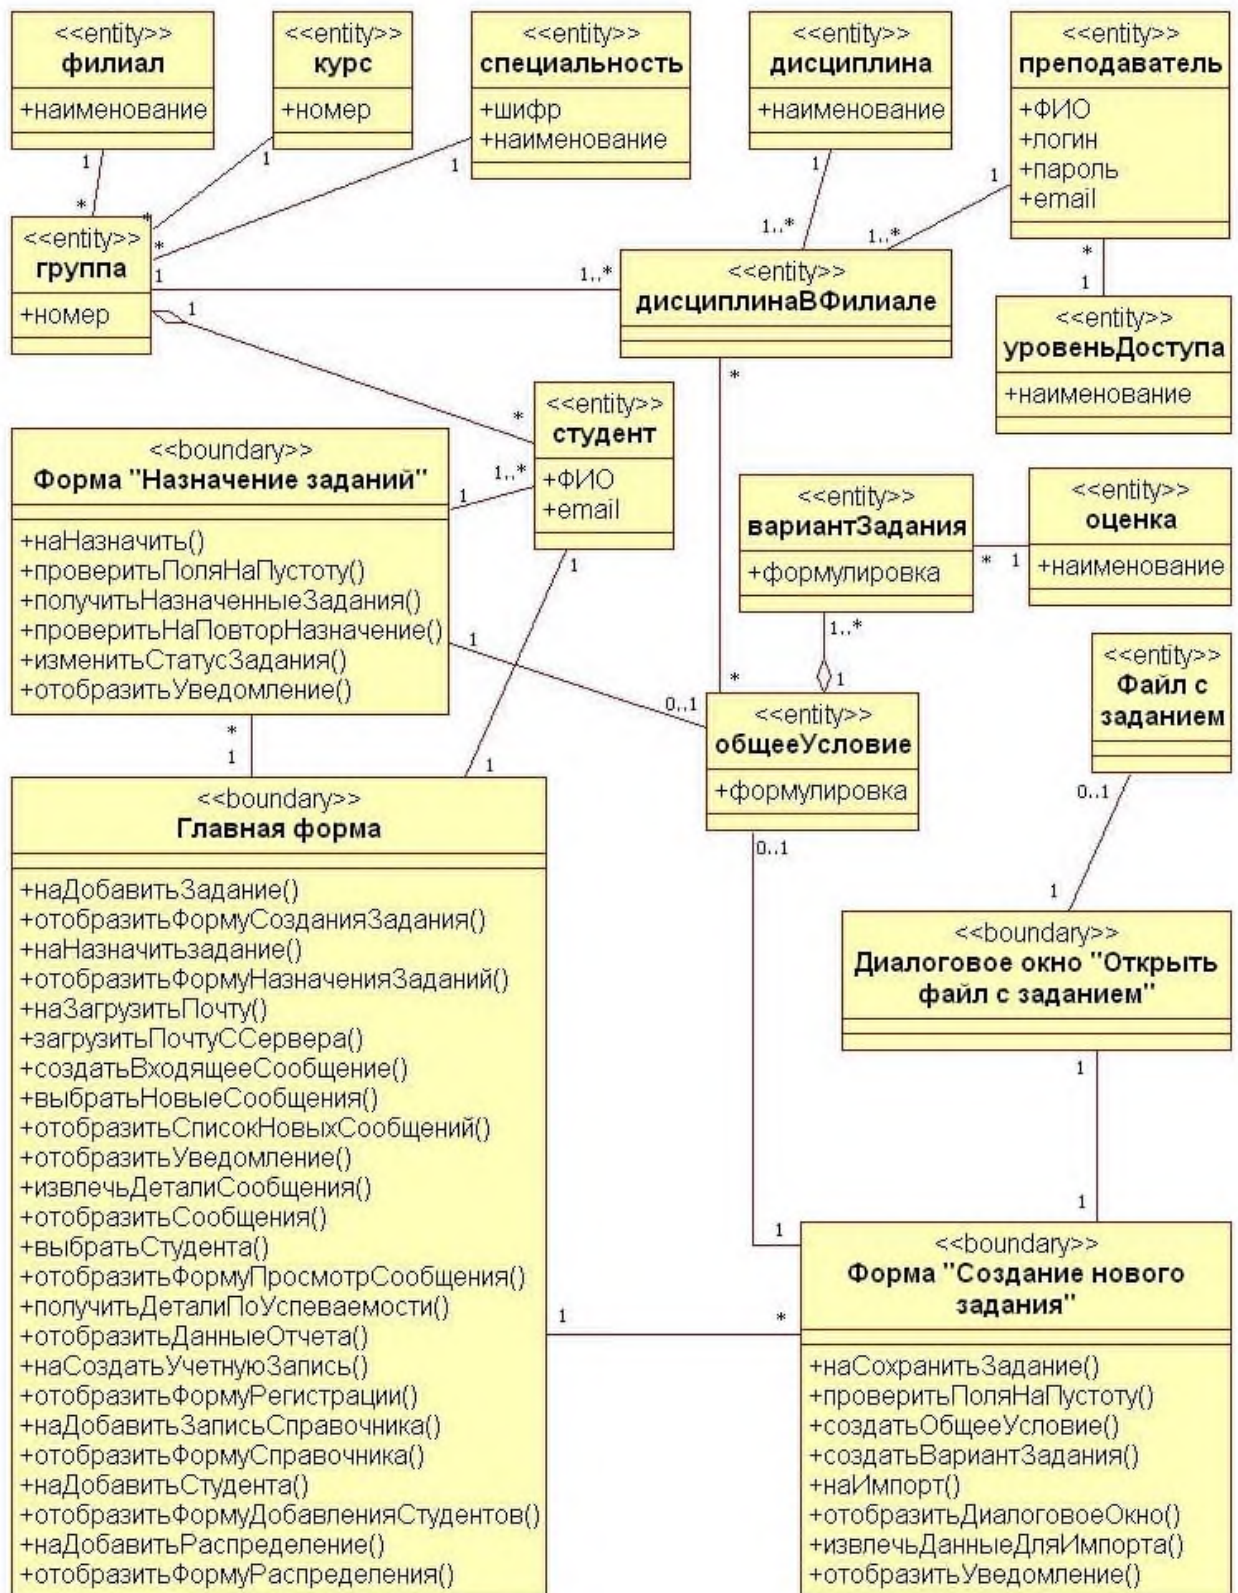 <<entity>>
филиал
+наименование
<<entity>>
курс
+номер
<<entity>>
специальность
+шифр
+наименование
<<entity>>
дисциплина
+наименование
<<entity>>
преподаватель
+ФИО
+логин
+пароль
+email
1
1
1
1
1
*
*
*
1..*
1..*
*
1
<<entity>>
группа
+номер
1
1..*
1
<<entity>>
дисциплинаВФилиале
<<entity>>
уровеньДоступа
+наименование
*
*
<<entity>>
студент
+ФИО
+email
1..*
1
1
<<boundary>>
Форма "Назначение заданий"
+наНазначить()
+проверитьПоляНаПустоту()
+получитьНазначенныеЗадания()
+проверитьНаПовторНазначение()
+изменитьСтатусЗадания()
+отобразитьУведомление()
<<entity>>
вариантЗадания
+формулировка
* 1
<<entity>>
оценка
+наименование
1..*
1
1
0..1
*
<<entity>>
общееУсловие
+формулировка
<<entity>>
Файл с
заданием
0..1
1
*
1
1
0..1
<<boundary>>
Главная форма
+наДобавитьЗадание()
+отобразитьФормуСозданияЗадания()
+наНазначитьзадание()
+отобразитьФормуНазначенияЗаданий()
+наЗагрузитьПочту()
+загрузитьПочтуССервера()
+создатьВходящееСообщение()
+выбратьНовыеСообщения()
+отобразитьСписокНовыхСообщений()
+отобразитьУведомление()
+извлечьДеталиСообщения()
+отобразитьСообщения()
+выбратьСтудента()
+отобразитьФормуПросмотрСообщения()
+получитьДеталиПоУспеваемости()
+отобразитьДанныеОтчета()
+наСоздатьУчетнуюЗапись()
+отобразитьФормуРегистрации()
+наДобавитьЗаписьСправочника()
+отобразитьФормуСправочника()
+наДобавитьСтудента()
+отобразитьФормуДобавленияСтудентов()
+наДобавитьРаспределение()
+отобразитьФормуРаспределения()
<<boundary>>
Диалоговое окно "Открыть
файл с заданием"
1
1
1
1
*
<<boundary>>
Форма "Создание нового
задания"
+наСохранитьЗадание()
+проверитьПоляНаПустоту()
+создатьОбщееУсловие()
+создатьВариантЗадания()
+наИмпорт()
+отобразитьДиалоговоеОкно()
+извлечьДанныеДляИмпорта()
+отобразитьУведомление()